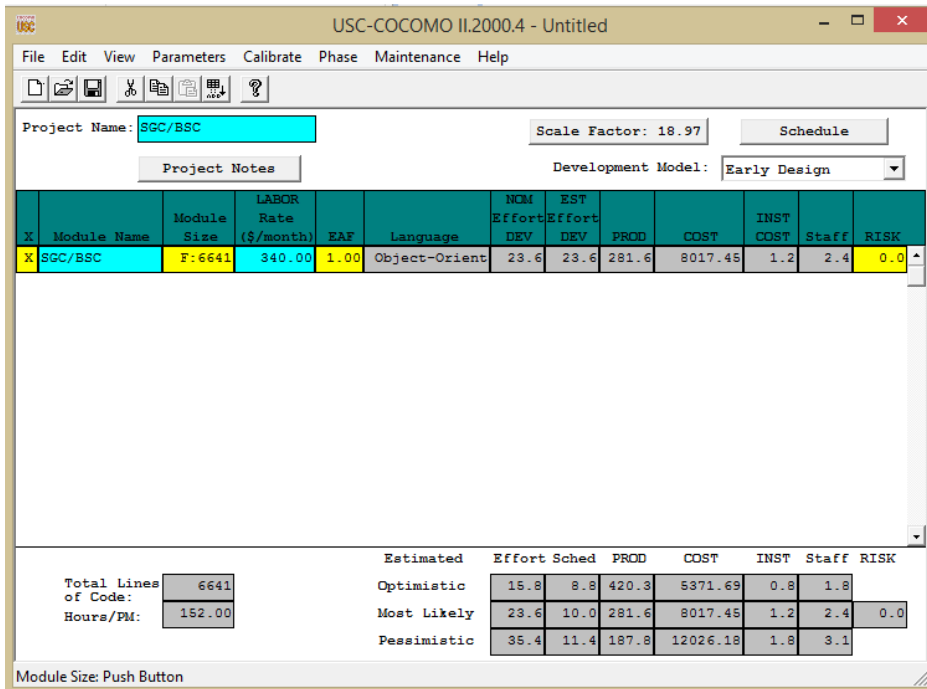 USC USC-COCOMO II.2000.4 - Untitled
File Edit View Parameters Calibrate Phase Maintenance Help
Project Name: SGC/BSC Scale Factor: 18.97 Schedule
Project Notes Development Model: Early Design
X Module Name Module Size LABOR Rate ($/month) EAF Language NOM Effort DEV EST Effort DEV PROD COST INST COST Staff RISK
X SGC/BSC F:6641 340.00 1.00 Object-Orient 23.6 23.6 281.6 8017.45 1.2 2.4 0.0
Estimated Effort Sched PROD COST INST Staff RISK
Total Lines of Code: 6641 Optimistic 15.8 8.8 420.3 5371.69 0.8 1.8
Hours/PM: 152.00 Most Likely 23.6 10.0 281.6 8017.45 1.2 2.4 0.0
Pessimistic 35.4 11.4 187.8 12026.18 1.8 3.1
Module Size: Push Button